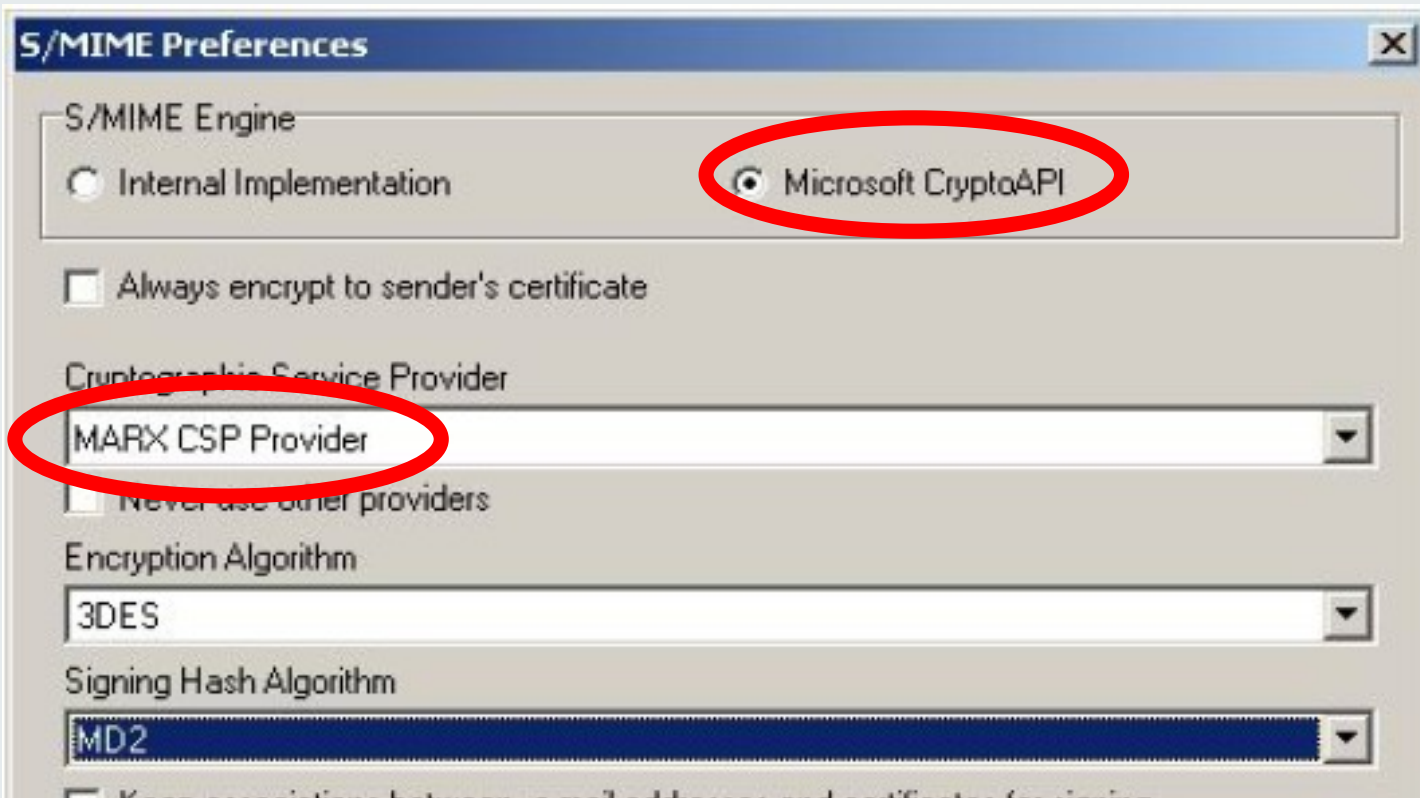 S/MIME Preferences
S/MIME Engine
Internal Implementation
Microsoft CryptoAPI
Always encrypt to sender's certificate
Cryptographic Service Provider
MARX CSP Provider
Never use other providers
Encryption Algorithm
3DES
Signing Hash Algorithm
MD2